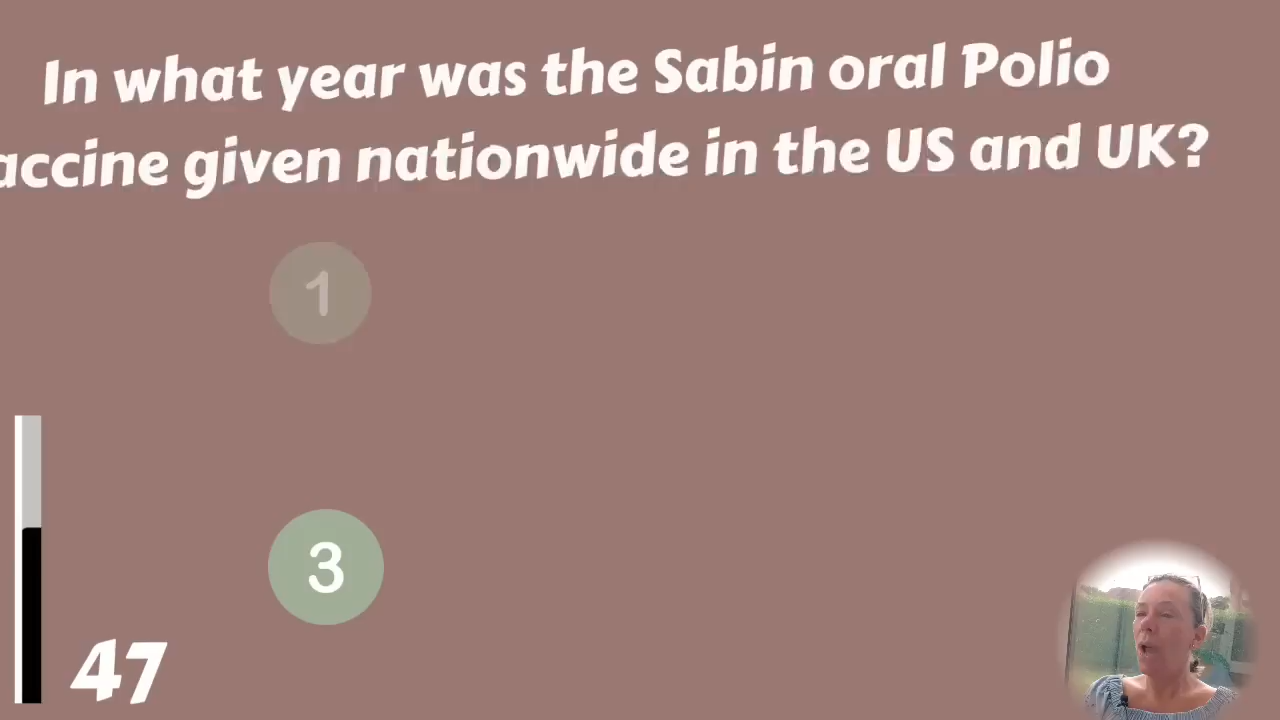 In what year was the Sabin oral Polio
accine given nationwide in the US and UK?
1
3
47